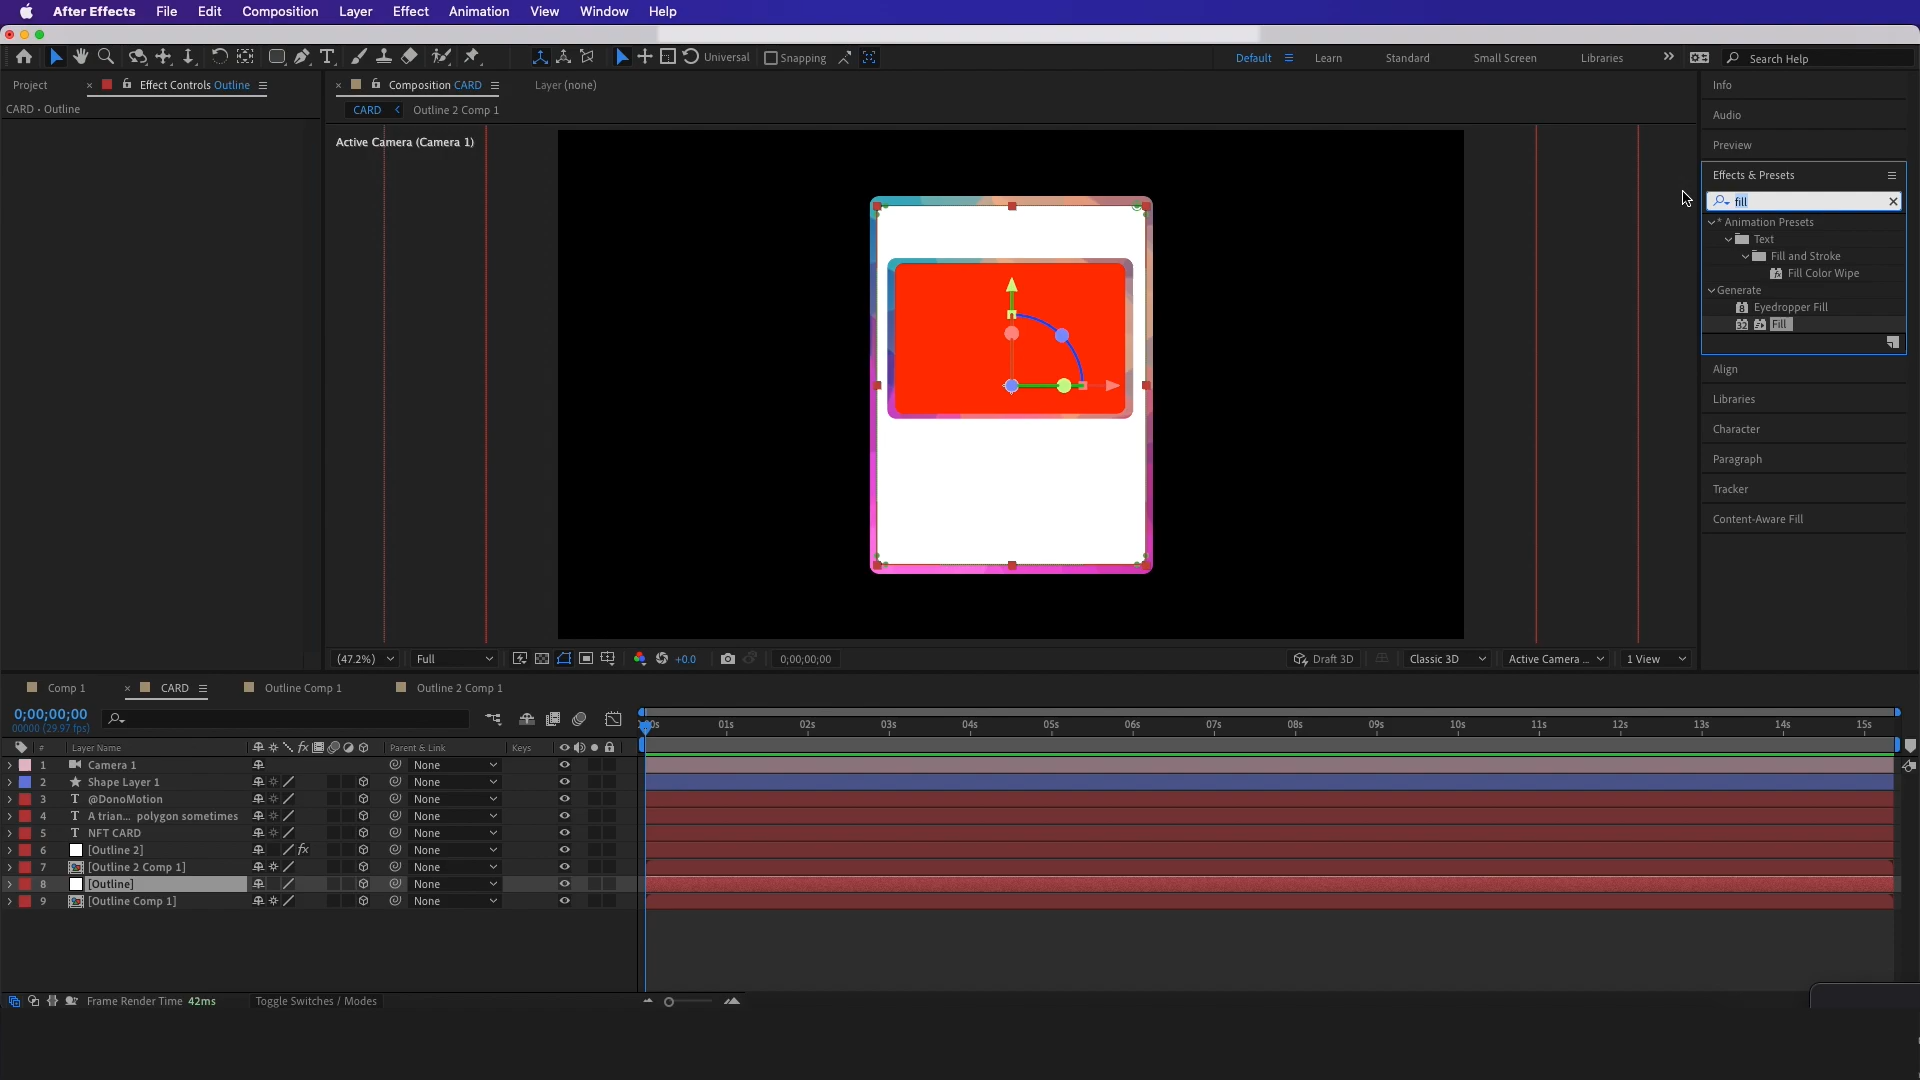 After Effects File Edit Composition Layer Effect Animation View Window Help
Universal Snapping Default Learn Standard Small Screen Libraries Search Help
Project Effect Controls Outline Composition CARD Layer (none)
CARD • Outline
CARD Outline 2 Comp 1
Active Camera (Camera 1)
Info
Audio
Preview
Effects & Presets
fill
* Animation Presets
Text
Fill and Stroke
Fill Color Wipe
Generate
Eyedropper Fill
32 Fill
Align
Libraries
Character
Paragraph
Tracker
Content-Aware Fill
(47.2%) Full +0.0 0;00;00;00 Draft 3D Classic 3D Active Camera ... 1 View
Comp 1 CARD Outline Comp 1 Outline 2 Comp 1
0;00;00;00
00000 (29.97 fps)
01s 02s 03s 04s 05s 06s 07s 08s 09s 10s 11s 12s 13s 14s 15s
# Layer Name fx Parent & Link Keys
1 Camera 1 None
2 Shape Layer 1 None
3 T @DonoMotion None
4 T A trian... polygon sometimes None
5 T NFT CARD None
6 [Outline 2] fx None
7 [Outline 2 Comp 1] None
8 [Outline] None
9 [Outline Comp 1] None
Frame Render Time 42ms Toggle Switches / Modes